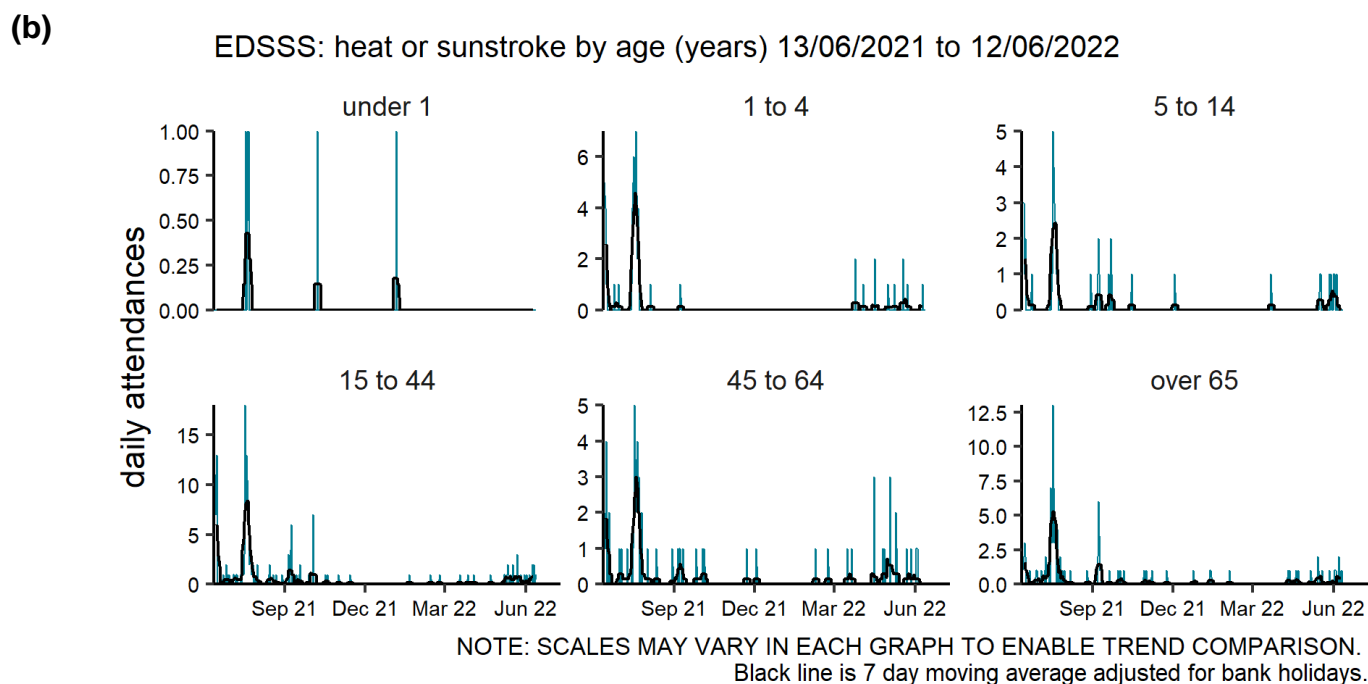 (b)
EDSSS: heat or sunstroke by age (years) 13/06/2021 to 12/06/2022
daily attendances
under 1
1.00
0.75
0.50
0.25
0.00
1 to 4
6
4
2
0
5 to 14
5
4
3
2
1
0
15 to 44
15
10
5
0
Sep 21 Dec 21 Mar 22 Jun 22
45 to 64
5
4
3
2
1
0
Sep 21 Dec 21 Mar 22 Jun 22
over 65
12.5
10.0
7.5
5.0
2.5
0.0
Sep 21 Dec 21 Mar 22 Jun 22
NOTE: SCALES MAY VARY IN EACH GRAPH TO ENABLE TREND COMPARISON.
Black line is 7 day moving average adjusted for bank holidays.